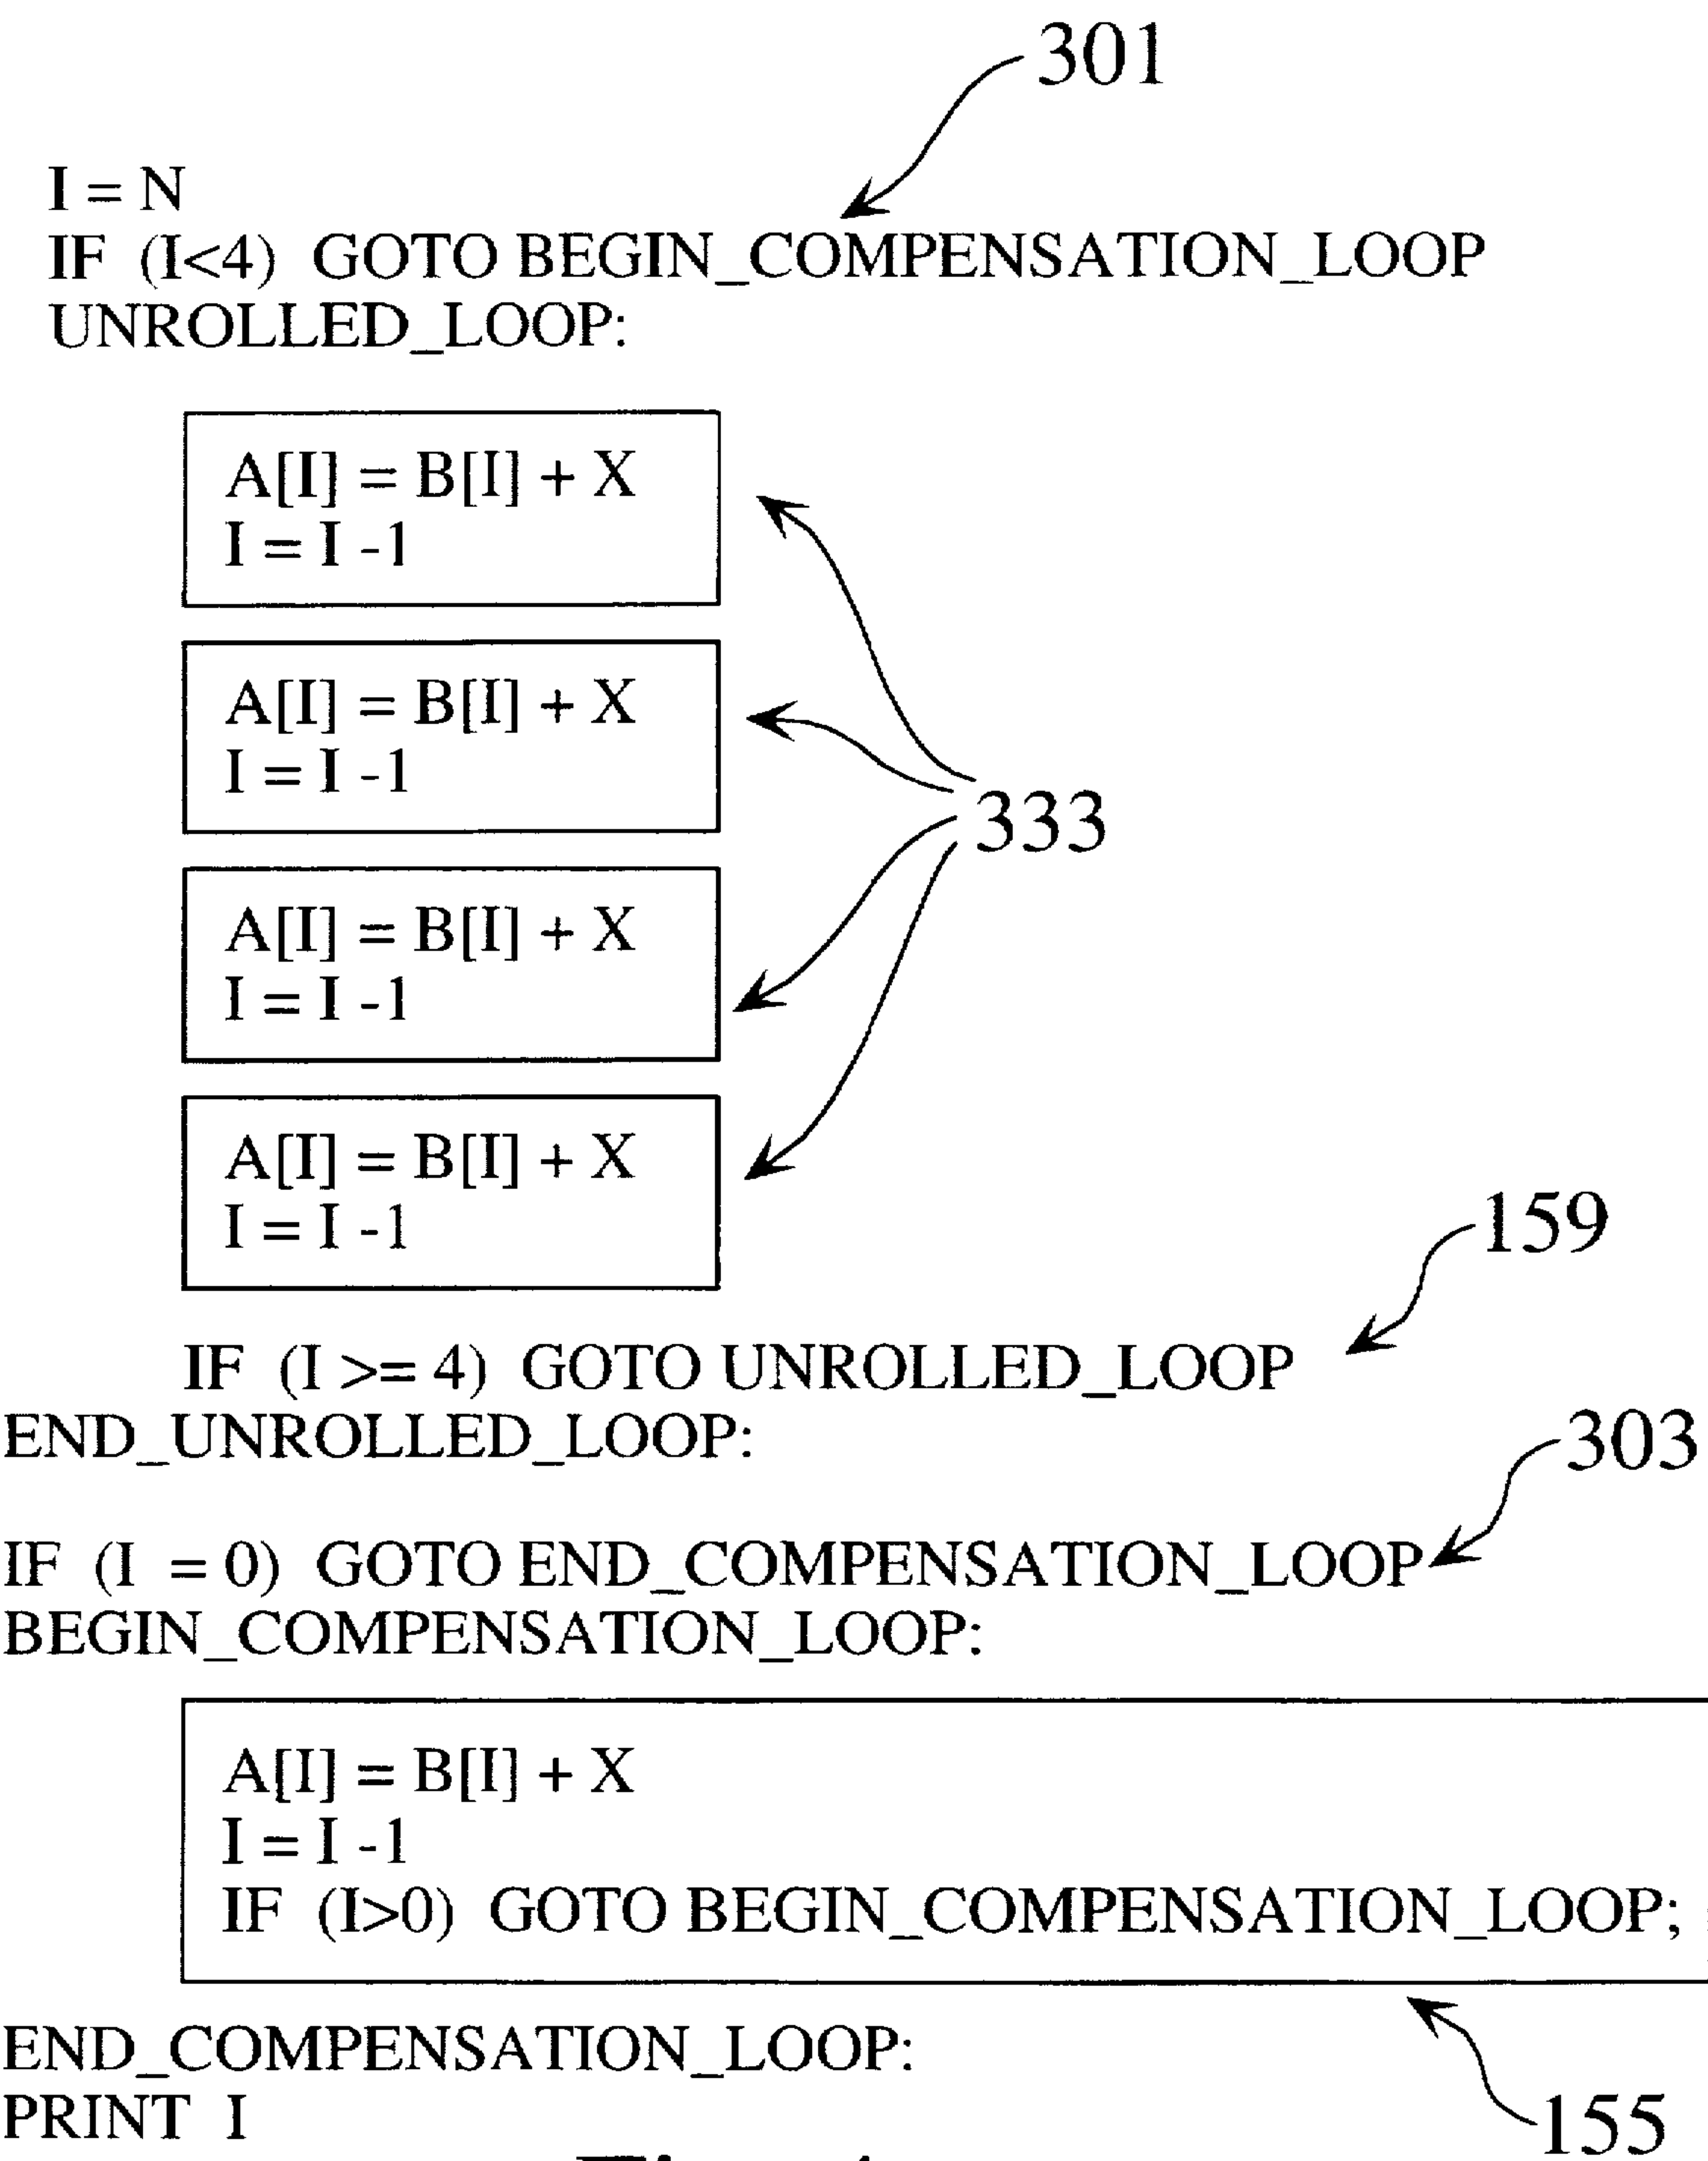 301
I = N
IF (I<4) GOTO BEGIN_COMPENSATION_LOOP
UNROLLED_LOOP:
A[I] = B[I] + X
I = I -1
A[I] = B[I] + X
I = I -1
333
A[I] = B[I] + X
I = I -1
A[I] = B[I] + X
I = I -1
159
IF (I >= 4) GOTO UNROLLED_LOOP
END_UNROLLED_LOOP:
303
IF (I = 0) GOTO END_COMPENSATION_LOOP
BEGIN_COMPENSATION_LOOP:
A[I] = B[I] + X
I = I -1
IF (I>0) GOTO BEGIN_COMPENSATION_LOOP;
END_COMPENSATION_LOOP:
PRINT I
155